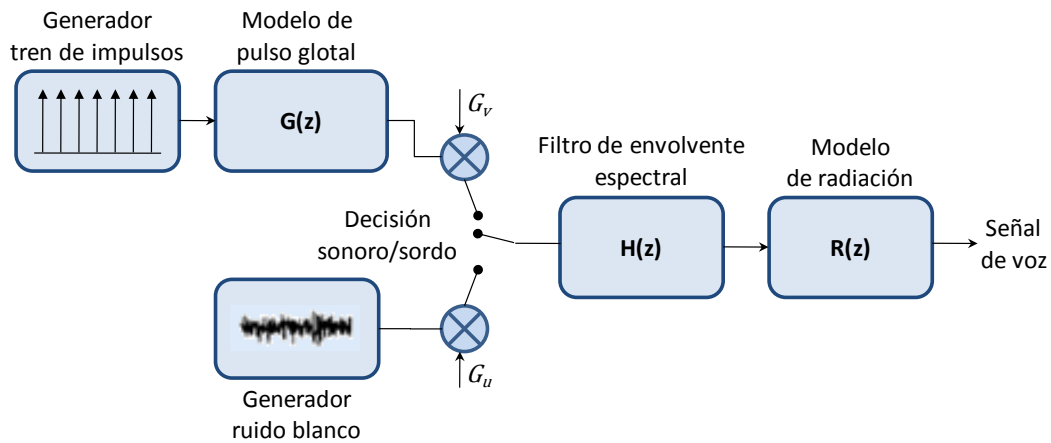 Generador
tren de impulsos
Modelo de
pulso glotal
G(z)
G_v
Decisión
sonoro/sordo
Filtro de envolvente
espectral
H(z)
Modelo
de radiación
R(z)
Señal
de voz
G_u
Generador
ruido blanco